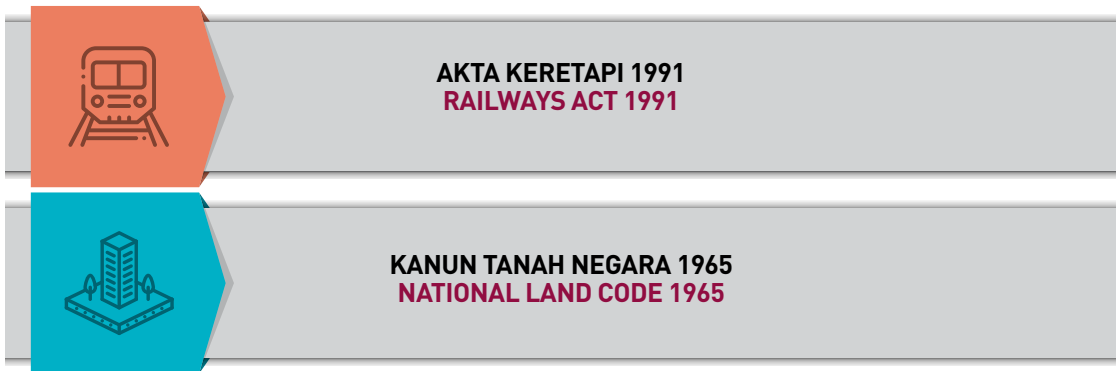 AKTA KERETAPI 1991
RAILWAYS ACT 1991
KANUN TANAH NEGARA 1965
NATIONAL LAND CODE 1965